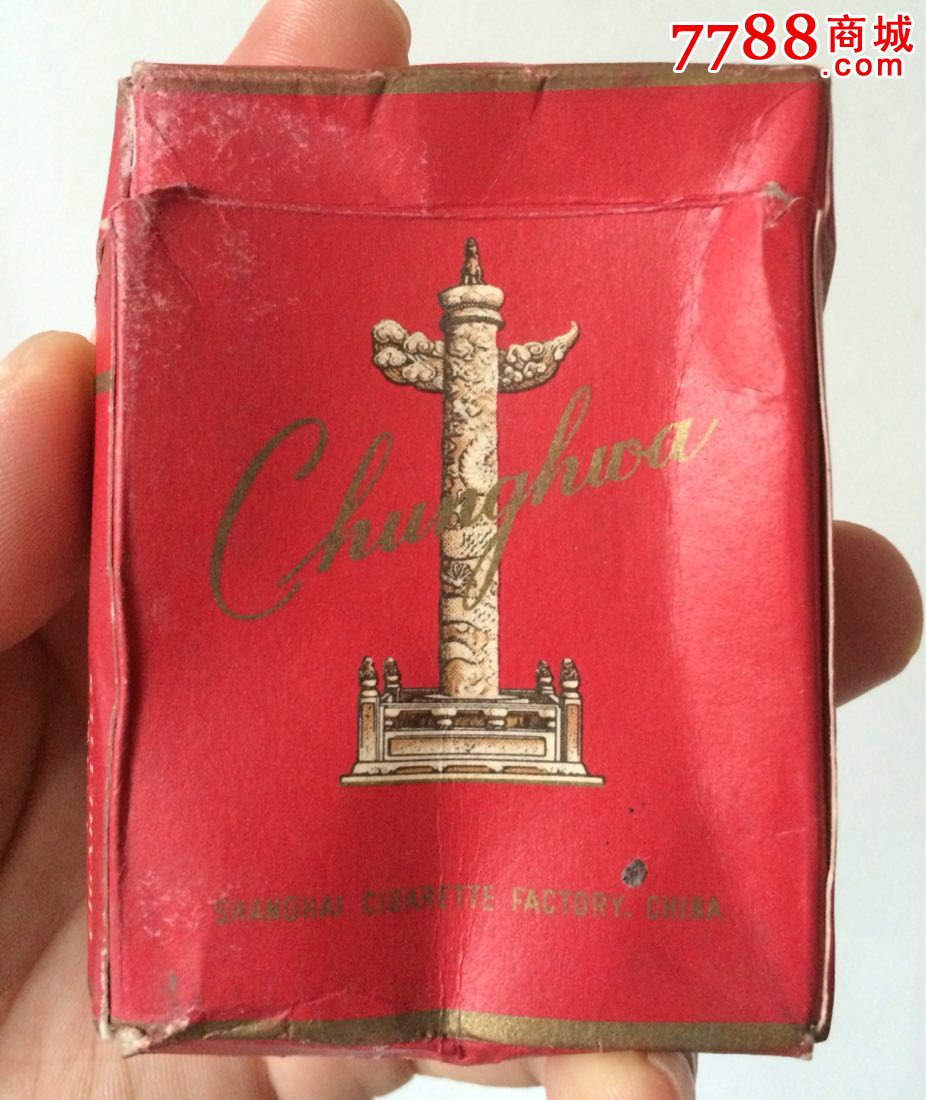 7788商城
.com
Chunghwa
SHANGHAI CIGARETTE FACTORY. CHINA